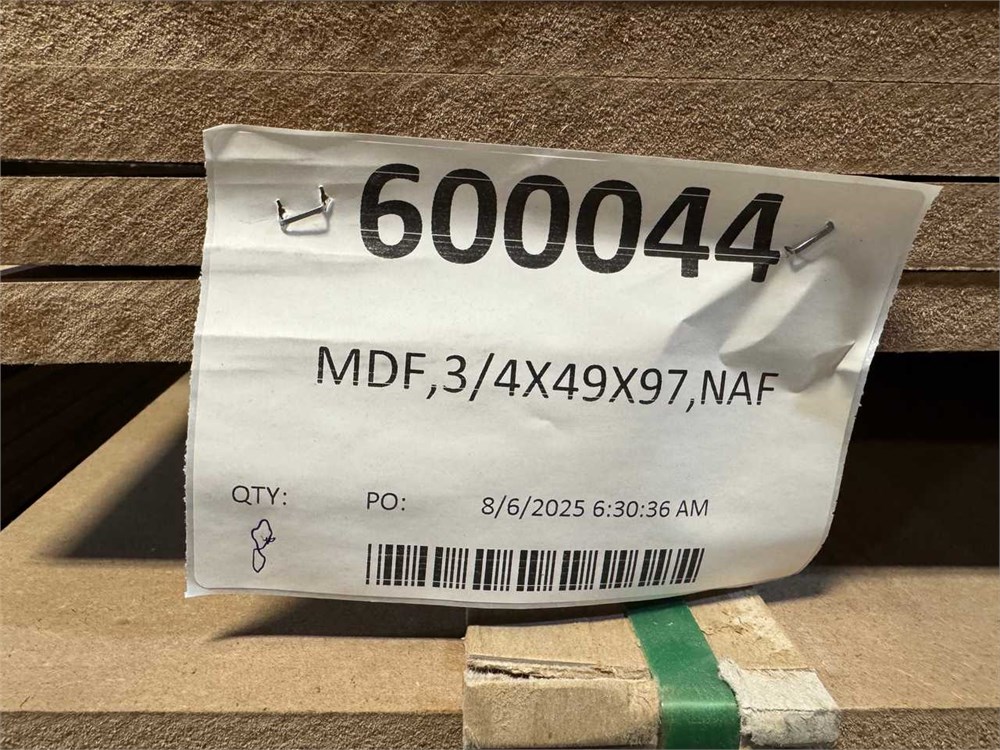 600044
MDF,3/4X49X97,NAF
QTY: PO: 8/6/2025 6:30:36 AM